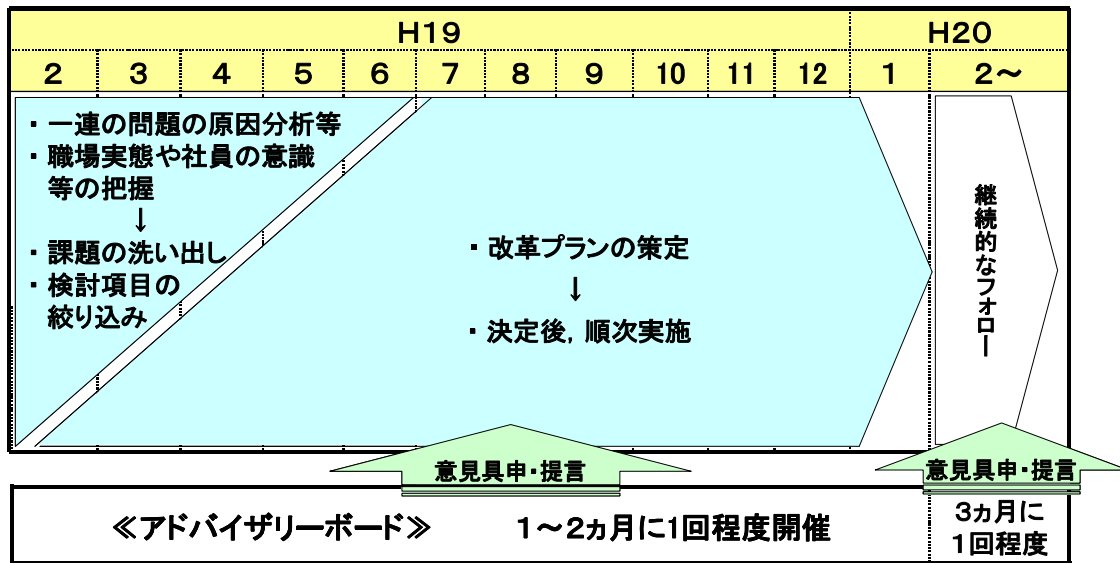 H19
H20
2 3 4 5 6 7 8 9 10 11 12 1 2～
・一連の問題の原因分析等
・職場実態や社員の意識
等の把握
↓
・課題の洗い出し
・検討項目の
絞り込み
・改革プランの策定
↓
・決定後，順次実施
継続的なフォロー
意見具申・提言
意見具申・提言
≪アドバイザリーボード≫ 1～2ヵ月に1回程度開催
3ヵ月に
1回程度